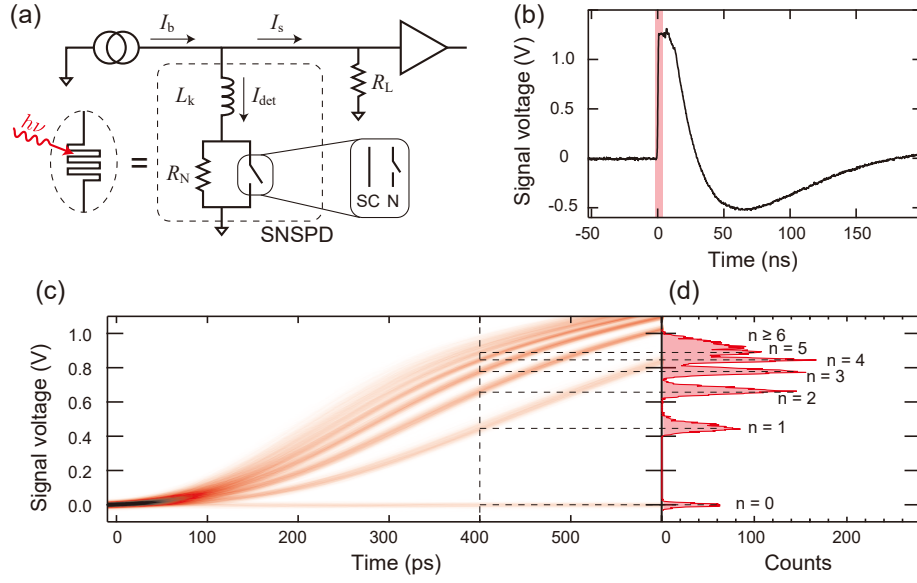 (a)
I_b
I_s
L_k
I_det
R_L
hν
=
R_N
SC N
SNSPD
(b)
Signal voltage (V)
1.0
0
-0.5
-50 0 50 100 150
Time (ns)
(c)
Signal voltage (V)
1.0
0.8
0.6
0.4
0.2
0.0
0 100 200 300 400 500
Time (ps)
(d)
n ≥ 6
n = 5
n = 4
n = 3
n = 2
n = 1
n = 0
0 100 200
Counts